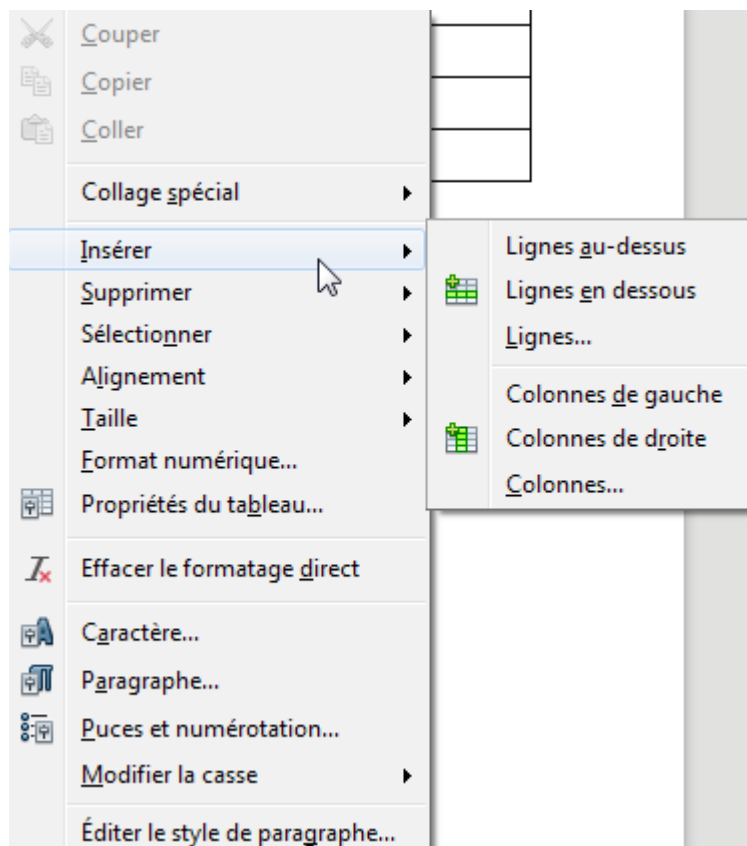 Couper
Copier
Coller
Collage spécial
Insérer
Supprimer
Sélectionner
Alignement
Taille
Format numérique...
Propriétés du tableau...
Effacer le formatage direct
Caractère...
Paragraphe...
Puces et numérotation...
Modifier la casse
Éditer le style de paragraphe...
Lignes au-dessus
Lignes en dessous
Lignes...
Colonnes de gauche
Colonnes de droite
Colonnes...